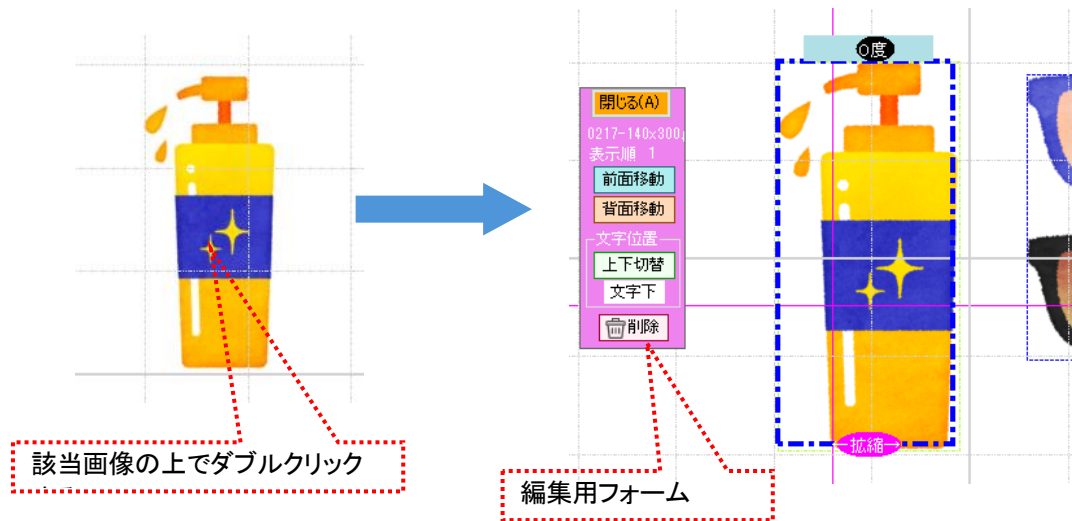 該当画像の上でダブルクリック
0度
閉じる(A)
0217-140x300
表示順 1
前面移動
背面移動
文字位置
上下切替
文字下
削除
←拡縮→
編集用フォーム